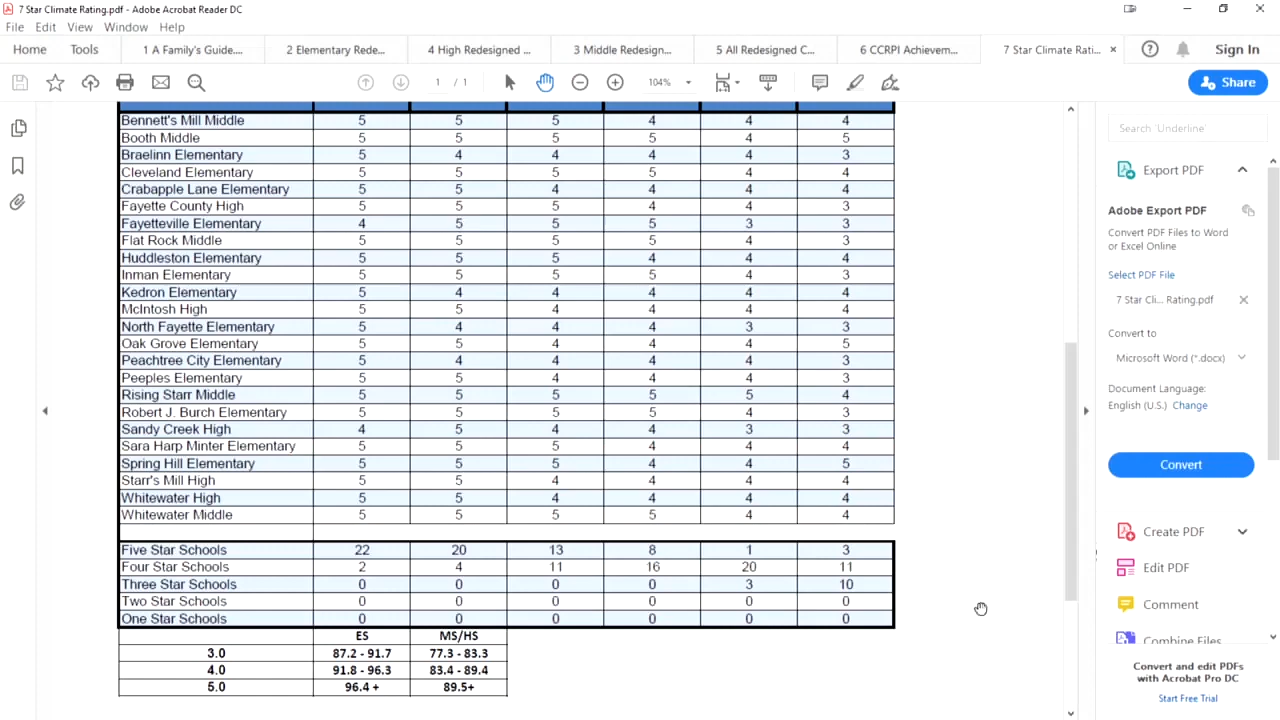 7 Star Climate Rating.pdf - Adobe Acrobat Reader DC
File Edit View Window Help
Home Tools 1 A Family's Guide.... 2 Elementary Rede... 4 High Redesigned ... 3 Middle Redesign... 5 All Redesigned C... 6 CCRPI Achievem... 7 Star Climate Rati... × Sign In
1 / 1 104% Share
Bennett's Mill Middle 5 5 5 4 4 4
Booth Middle 5 5 5 5 4 5
Braelinn Elementary 5 4 4 4 4 3
Cleveland Elementary 5 5 5 5 4 4
Crabapple Lane Elementary 5 5 4 4 4 4
Fayette County High 5 5 5 4 4 3
Fayetteville Elementary 4 5 5 5 3 3
Flat Rock Middle 5 5 5 5 4 3
Huddleston Elementary 5 5 5 4 4 4
Inman Elementary 5 5 5 5 4 3
Kedron Elementary 5 4 4 4 4 4
McIntosh High 5 5 4 4 4 4
North Fayette Elementary 5 4 4 4 3 3
Oak Grove Elementary 5 5 4 4 4 5
Peachtree City Elementary 5 4 4 4 4 3
Peeples Elementary 5 5 4 4 4 3
Rising Starr Middle 5 5 5 5 5 4
Robert J. Burch Elementary 5 5 5 5 4 3
Sandy Creek High 4 5 4 4 3 3
Sara Harp Minter Elementary 5 5 5 4 4 4
Spring Hill Elementary 5 5 5 4 4 5
Starr's Mill High 5 5 4 4 4 4
Whitewater High 5 5 4 4 4 4
Whitewater Middle 5 5 5 5 4 4
Five Star Schools 22 20 13 8 1 3
Four Star Schools 2 4 11 16 20 11
Three Star Schools 0 0 0 0 3 10
Two Star Schools 0 0 0 0 0 0
One Star Schools 0 0 0 0 0 0
ES MS/HS
3.0 87.2 - 91.7 77.3 - 83.3
4.0 91.8 - 96.3 83.4 - 89.4
5.0 96.4 + 89.5+
Search 'Underline'
Export PDF
Adobe Export PDF
Convert PDF Files to Word
or Excel Online
Select PDF File
7 Star Cli... Rating.pdf ×
Convert to
Microsoft Word (*.docx)
Document Language:
English (U.S.) Change
Convert
Create PDF
Edit PDF
Comment
Combine Files
Convert and edit PDFs
with Acrobat Pro DC
Start Free Trial